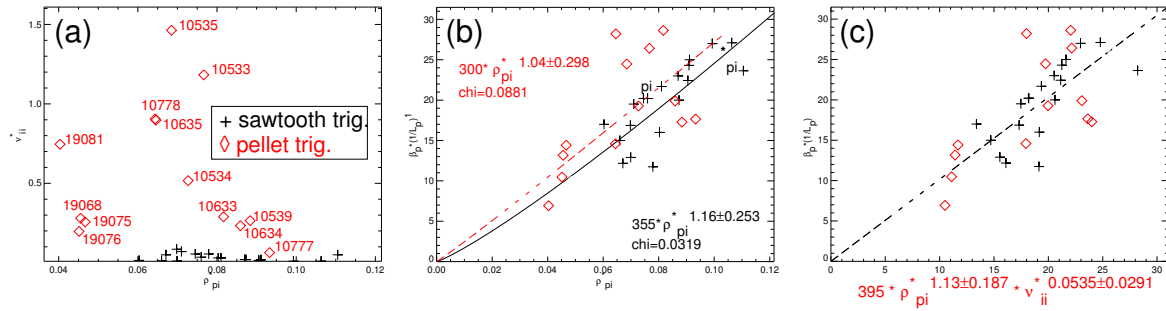 (a)
1.5
1.0
0.5
ν*ii
10535
10533
10778
10635
19081
10534
19068
19075
19076
10633
10539
10634
10777
+ sawtooth trig.
◇ pellet trig.
0.04 0.06 0.08 0.10 0.12
ρ pi
(b)
30
25
20
15
10
5
0
βp*(1/Lp)¹
300* ρ*pi 1.04±0.298
chi=0.0881
pi
*
pi
355* ρ*pi 1.16±0.253
chi=0.0319
0.00 0.02 0.04 0.06 0.08 0.10 0.12
ρ pi
(c)
30
25
20
15
10
5
0
βp*(1/Lp)
0 5 10 15 20 25 30
395 * ρ*pi 1.13±0.187 * ν*ii 0.0535±0.0291